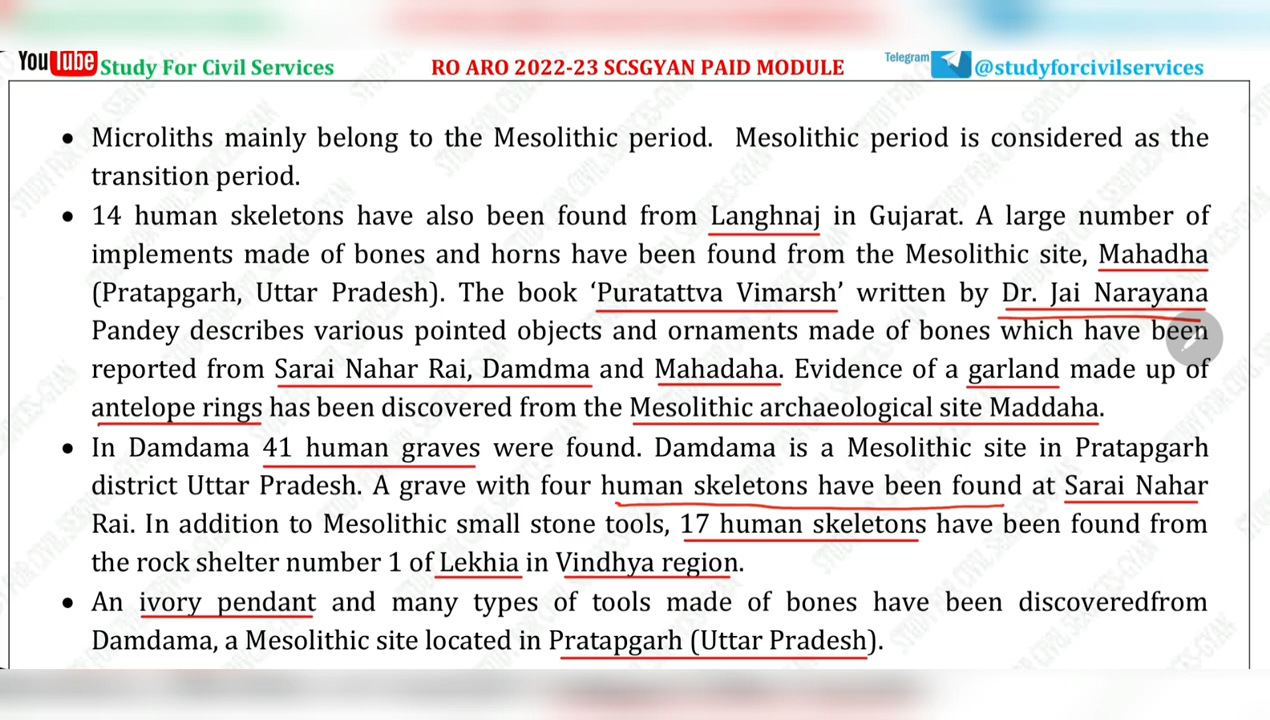 YouTube Study For Civil Services RO ARO 2022-23 SCSGYAN PAID MODULE Telegram @studyforcivilservices
• Microliths mainly belong to the Mesolithic period. Mesolithic period is considered as the
transition period.
• 14 human skeletons have also been found from Langhnaj in Gujarat. A large number of
implements made of bones and horns have been found from the Mesolithic site, Mahadha
(Pratapgarh, Uttar Pradesh). The book ‘Puratattva Vimarsh’ written by Dr. Jai Narayana
Pandey describes various pointed objects and ornaments made of bones which have been
reported from Sarai Nahar Rai, Damdma and Mahadaha. Evidence of a garland made up of
antelope rings has been discovered from the Mesolithic archaeological site Maddaha.
• In Damdama 41 human graves were found. Damdama is a Mesolithic site in Pratapgarh
district Uttar Pradesh. A grave with four human skeletons have been found at Sarai Nahar
Rai. In addition to Mesolithic small stone tools, 17 human skeletons have been found from
the rock shelter number 1 of Lekhia in Vindhya region.
• An ivory pendant and many types of tools made of bones have been discoveredfrom
Damdama, a Mesolithic site located in Pratapgarh (Uttar Pradesh).